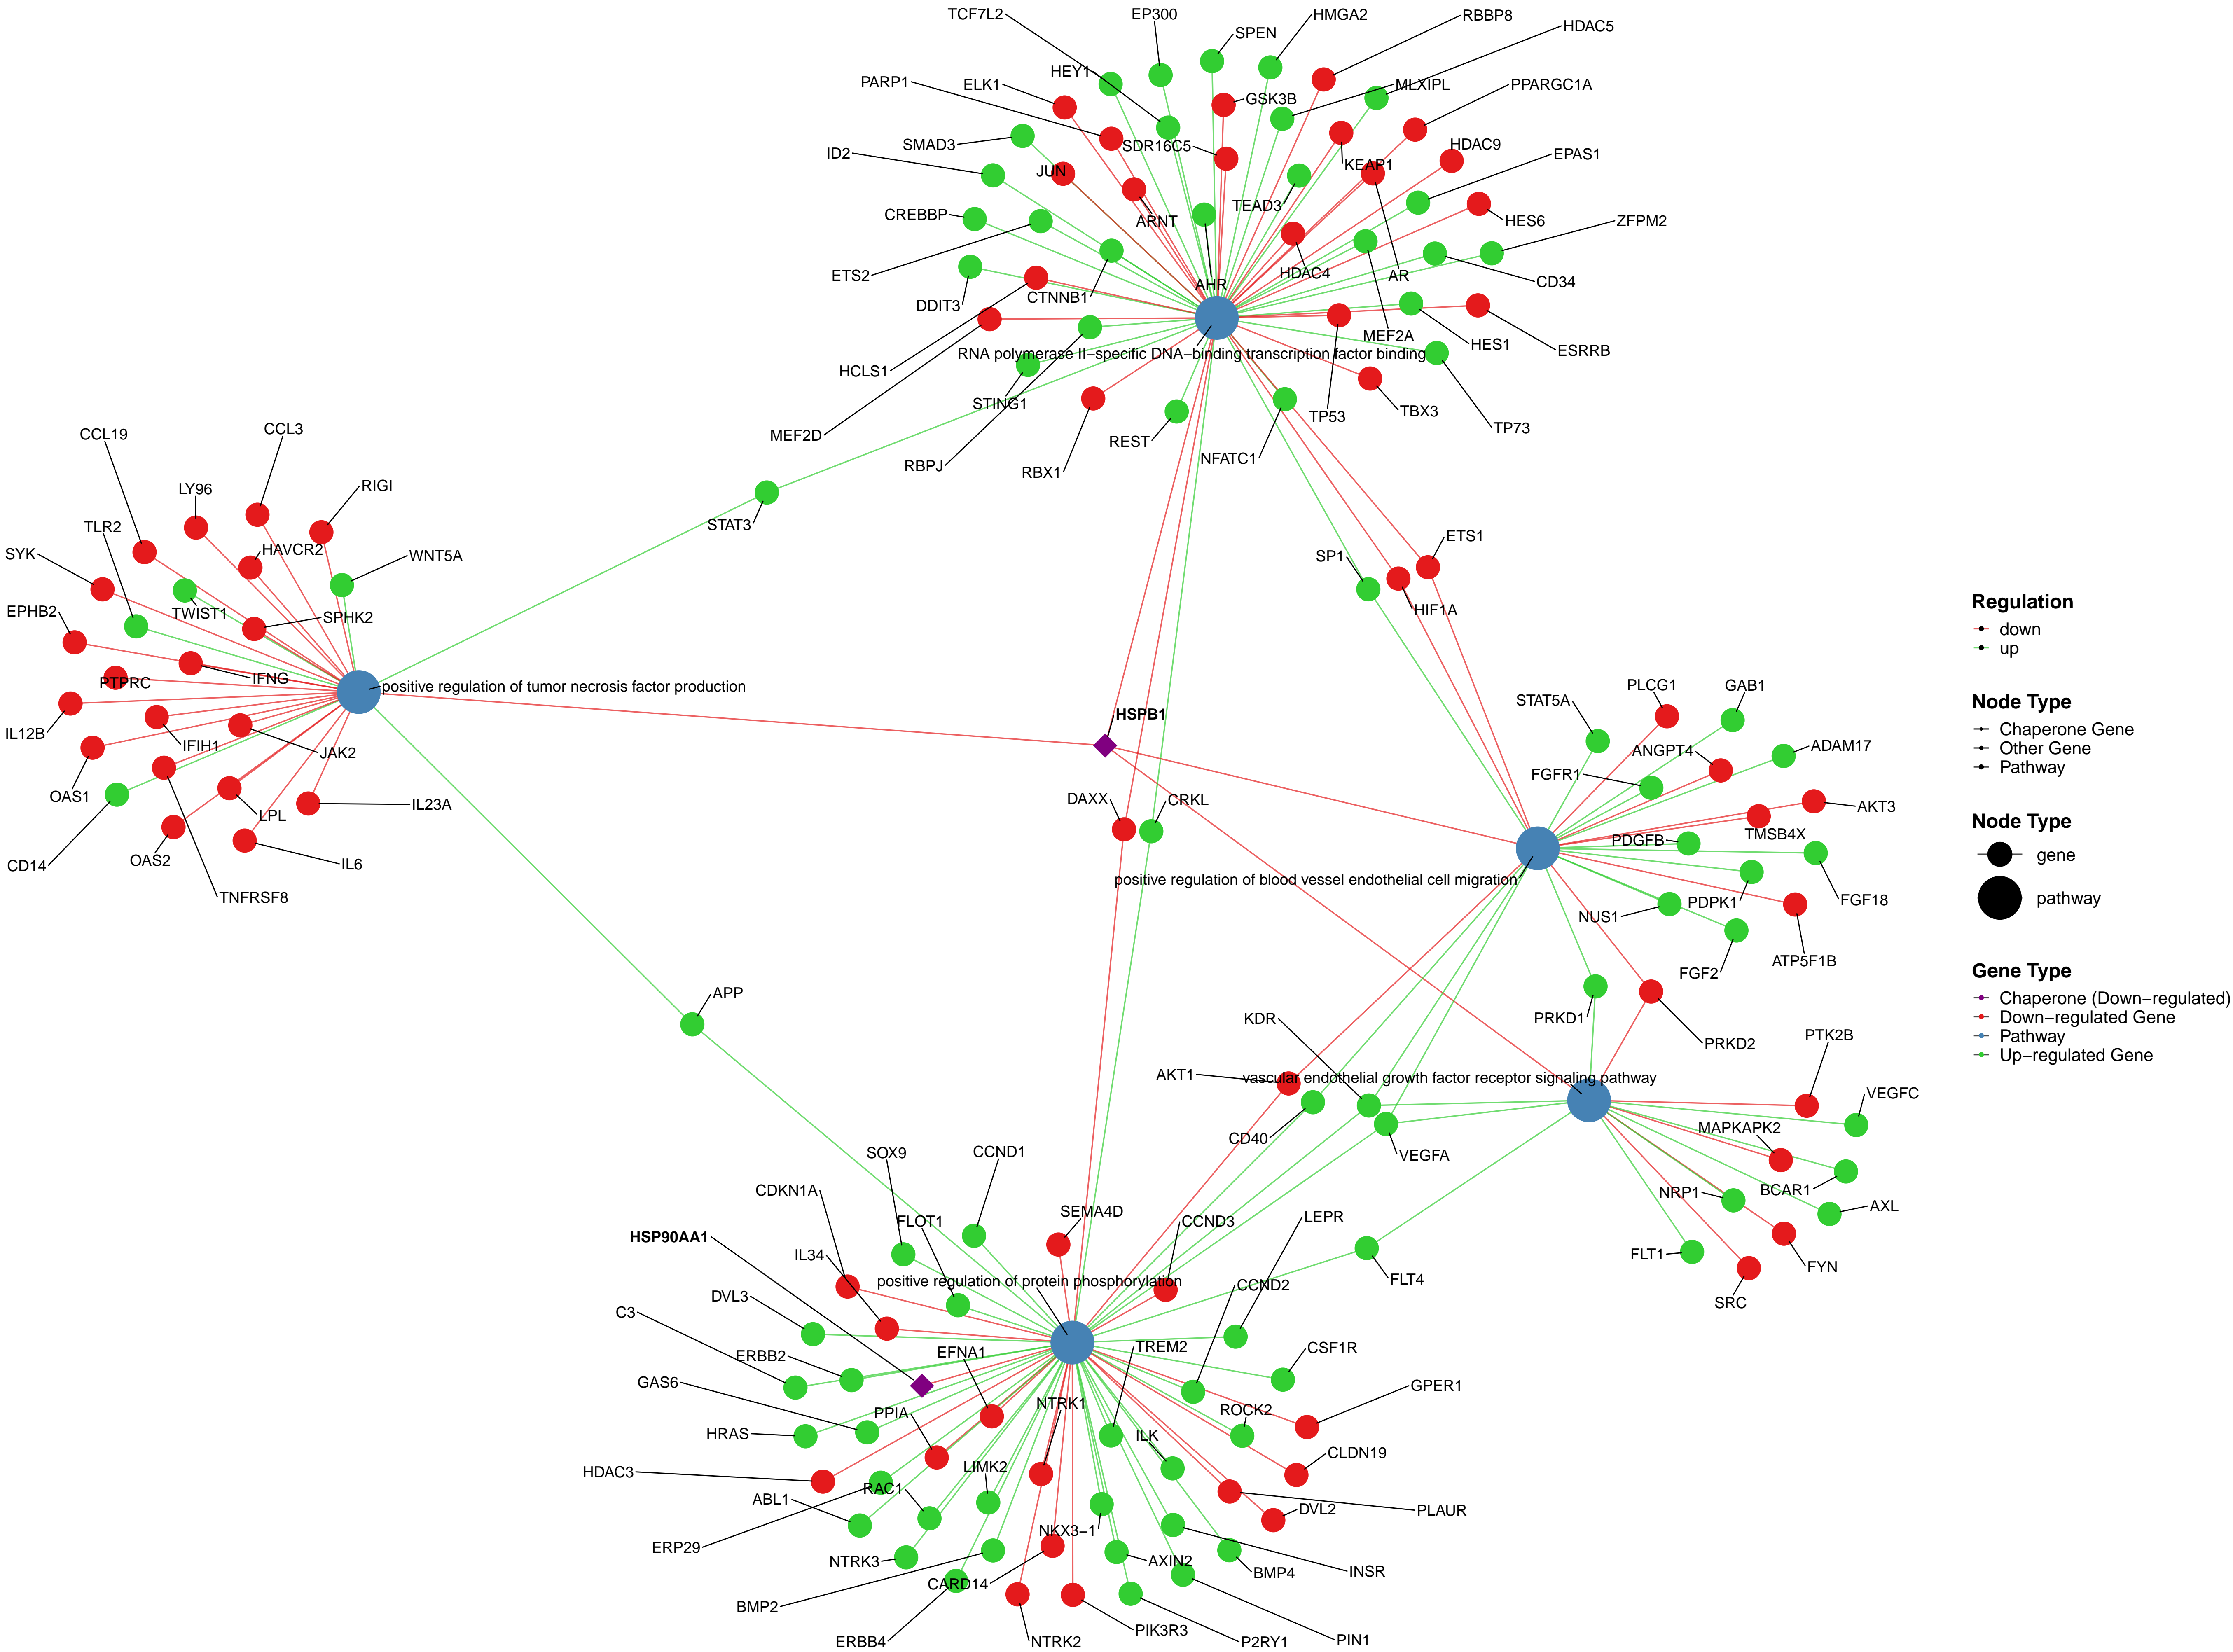 TCF7L2
EP300
SPEN
HMGA2
RBBP8
HDAC5
PARP1
ELK1
HEY1
GSK3B
MLXIPL
PPARGC1A
SMAD3
SDR16C5
HDAC9
EPAS1
ID2
JUN
KEAP1
CREBBP
ARNT
TEAD3
HES6
ZFPM2
ETS2
DDIT3
CTNNB1
AHR
HDAC4
AR
CD34
MEF2A
HES1
ESRRB
RNA polymerase II−specific DNA−binding transcription factor binding
HCLS1
STING1
TP53
TBX3
TP73
MEF2D
RBPJ
RBX1
REST
NFATC1
CCL19
CCL3
LY96
RIGI
TLR2
STAT3
SYK
HAVCR2
WNT5A
ETS1
SP1
EPHB2
TWIST1
SPHK2
HIF1A
PTPRC
IFNG
positive regulation of tumor necrosis factor production
HSPB1
IL12B
IFIH1
JAK2
OAS1
LPL
IL23A
OAS2
CD14
IL6
TNFRSF8
DAXX
CRKL
STAT5A
PLCG1
GAB1
ANGPT4
ADAM17
FGFR1
AKT3
TMSB4X
PDGFB
positive regulation of blood vessel endothelial cell migration
NUS1
PDPK1
FGF18
FGF2
ATP5F1B
APP
KDR
PRKD1
PRKD2
PTK2B
AKT1
vascular endothelial growth factor receptor signaling pathway
VEGFC
CD40
VEGFA
MAPKAPK2
NRP1
BCAR1
AXL
FLT1
FYN
SRC
SOX9
CCND1
CDKN1A
FLOT1
SEMA4D
CCND3
LEPR
HSP90AA1
IL34
positive regulation of protein phosphorylation
CCND2
FLT4
DVL3
C3
ERBB2
EFNA1
TREM2
CSF1R
GAS6
GPER1
HRAS
PPIA
NTRK1
ROCK2
ILK
CLDN19
HDAC3
LIMK2
ABL1
RAC1
PLAUR
DVL2
NKX3−1
ERP29
NTRK3
AXIN2
BMP4
INSR
CARD14
BMP2
ERBB4
NTRK2
PIK3R3
P2RY1
PIN1
Regulation
down
up
Node Type
Chaperone Gene
Other Gene
Pathway
Node Type
gene
pathway
Gene Type
Chaperone (Down−regulated)
Down−regulated Gene
Pathway
Up−regulated Gene